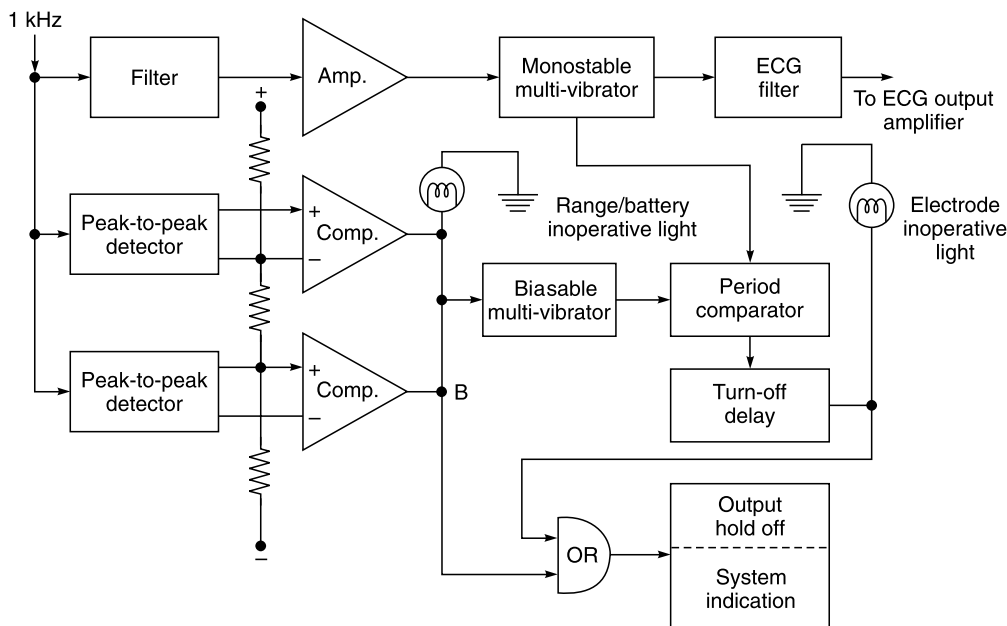 1 kHz
Filter
Amp.
Monostable
multi-vibrator
ECG
filter
To ECG output
amplifier
+
Peak-to-peak
detector
+
Comp.
−
Range/battery
inoperative light
Electrode
inoperative
light
Biasable
multi-vibrator
Period
comparator
Peak-to-peak
detector
+
Comp.
−
B
Turn-off
delay
−
OR
Output
hold off
System
indication